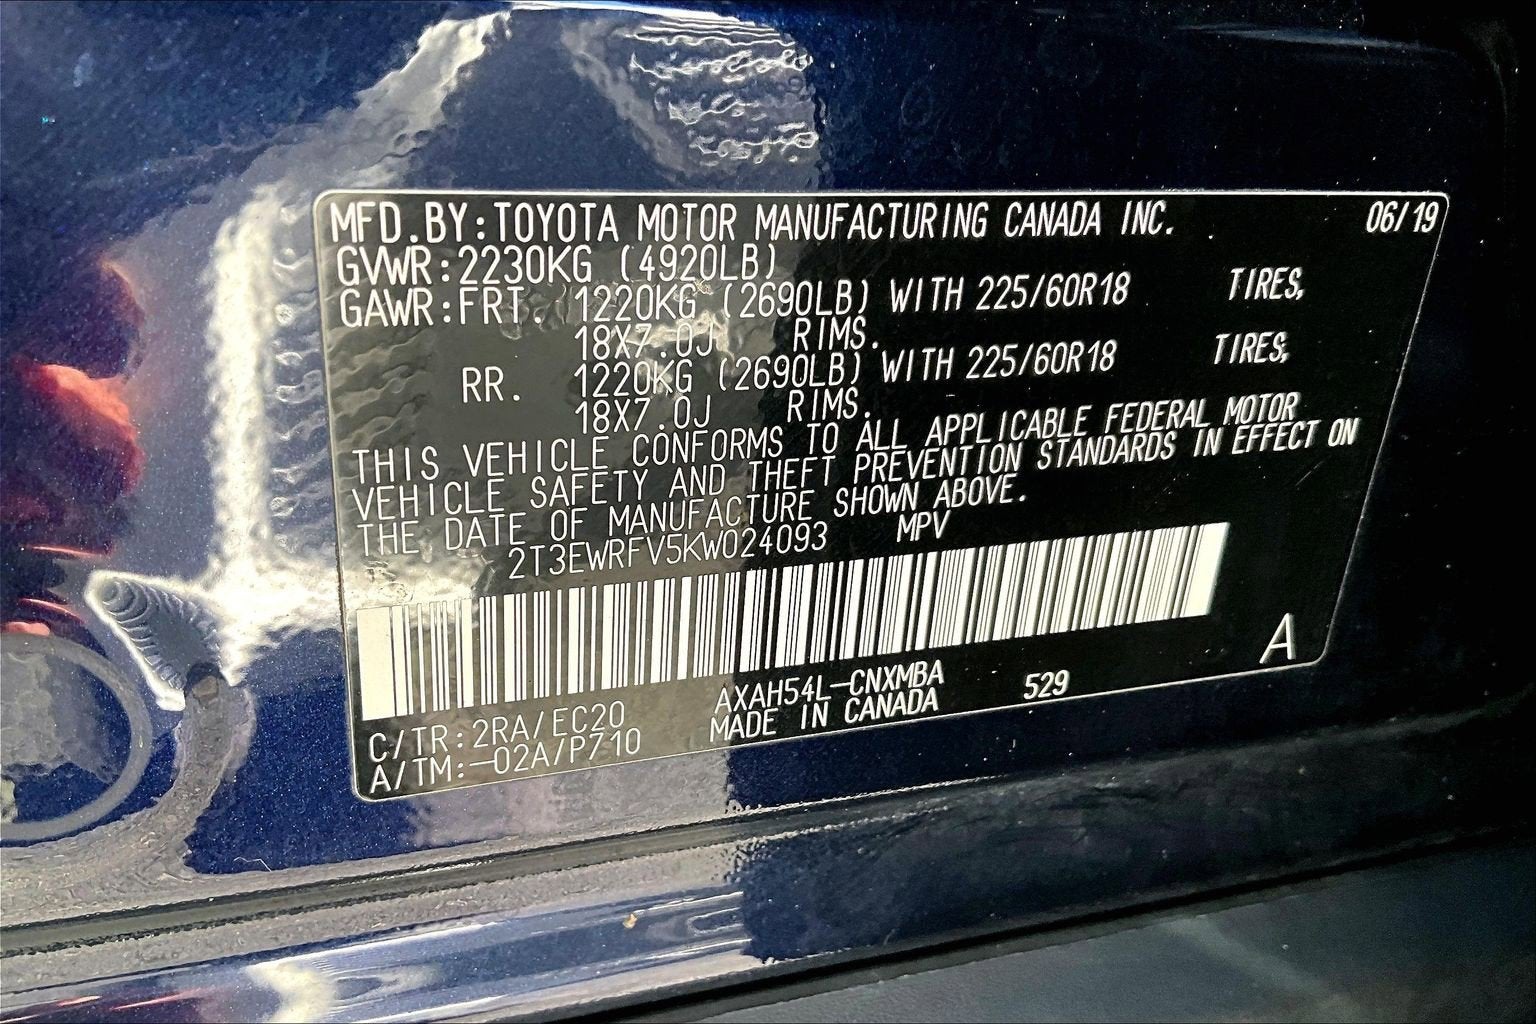 MFD.BY:TOYOTA MOTOR MANUFACTURING CANADA INC. 06/19
GVWR:2230KG (4920LB)
GAWR:FRT. 1220KG (2690LB) WITH 225/60R18 TIRES,
18X7.0J RIMS.
RR. 1220KG (2690LB) WITH 225/60R18 TIRES,
18X7.0J RIMS.
THIS VEHICLE CONFORMS TO ALL APPLICABLE FEDERAL MOTOR
VEHICLE SAFETY AND THEFT PREVENTION STANDARDS IN EFFECT ON
THE DATE OF MANUFACTURE SHOWN ABOVE.
2T3EWRFV5KW024093 MPV
A
C/TR:2RA/EC20 AXAH54L-CNXMBA 529
A/TM:-02A/P710 MADE IN CANADA